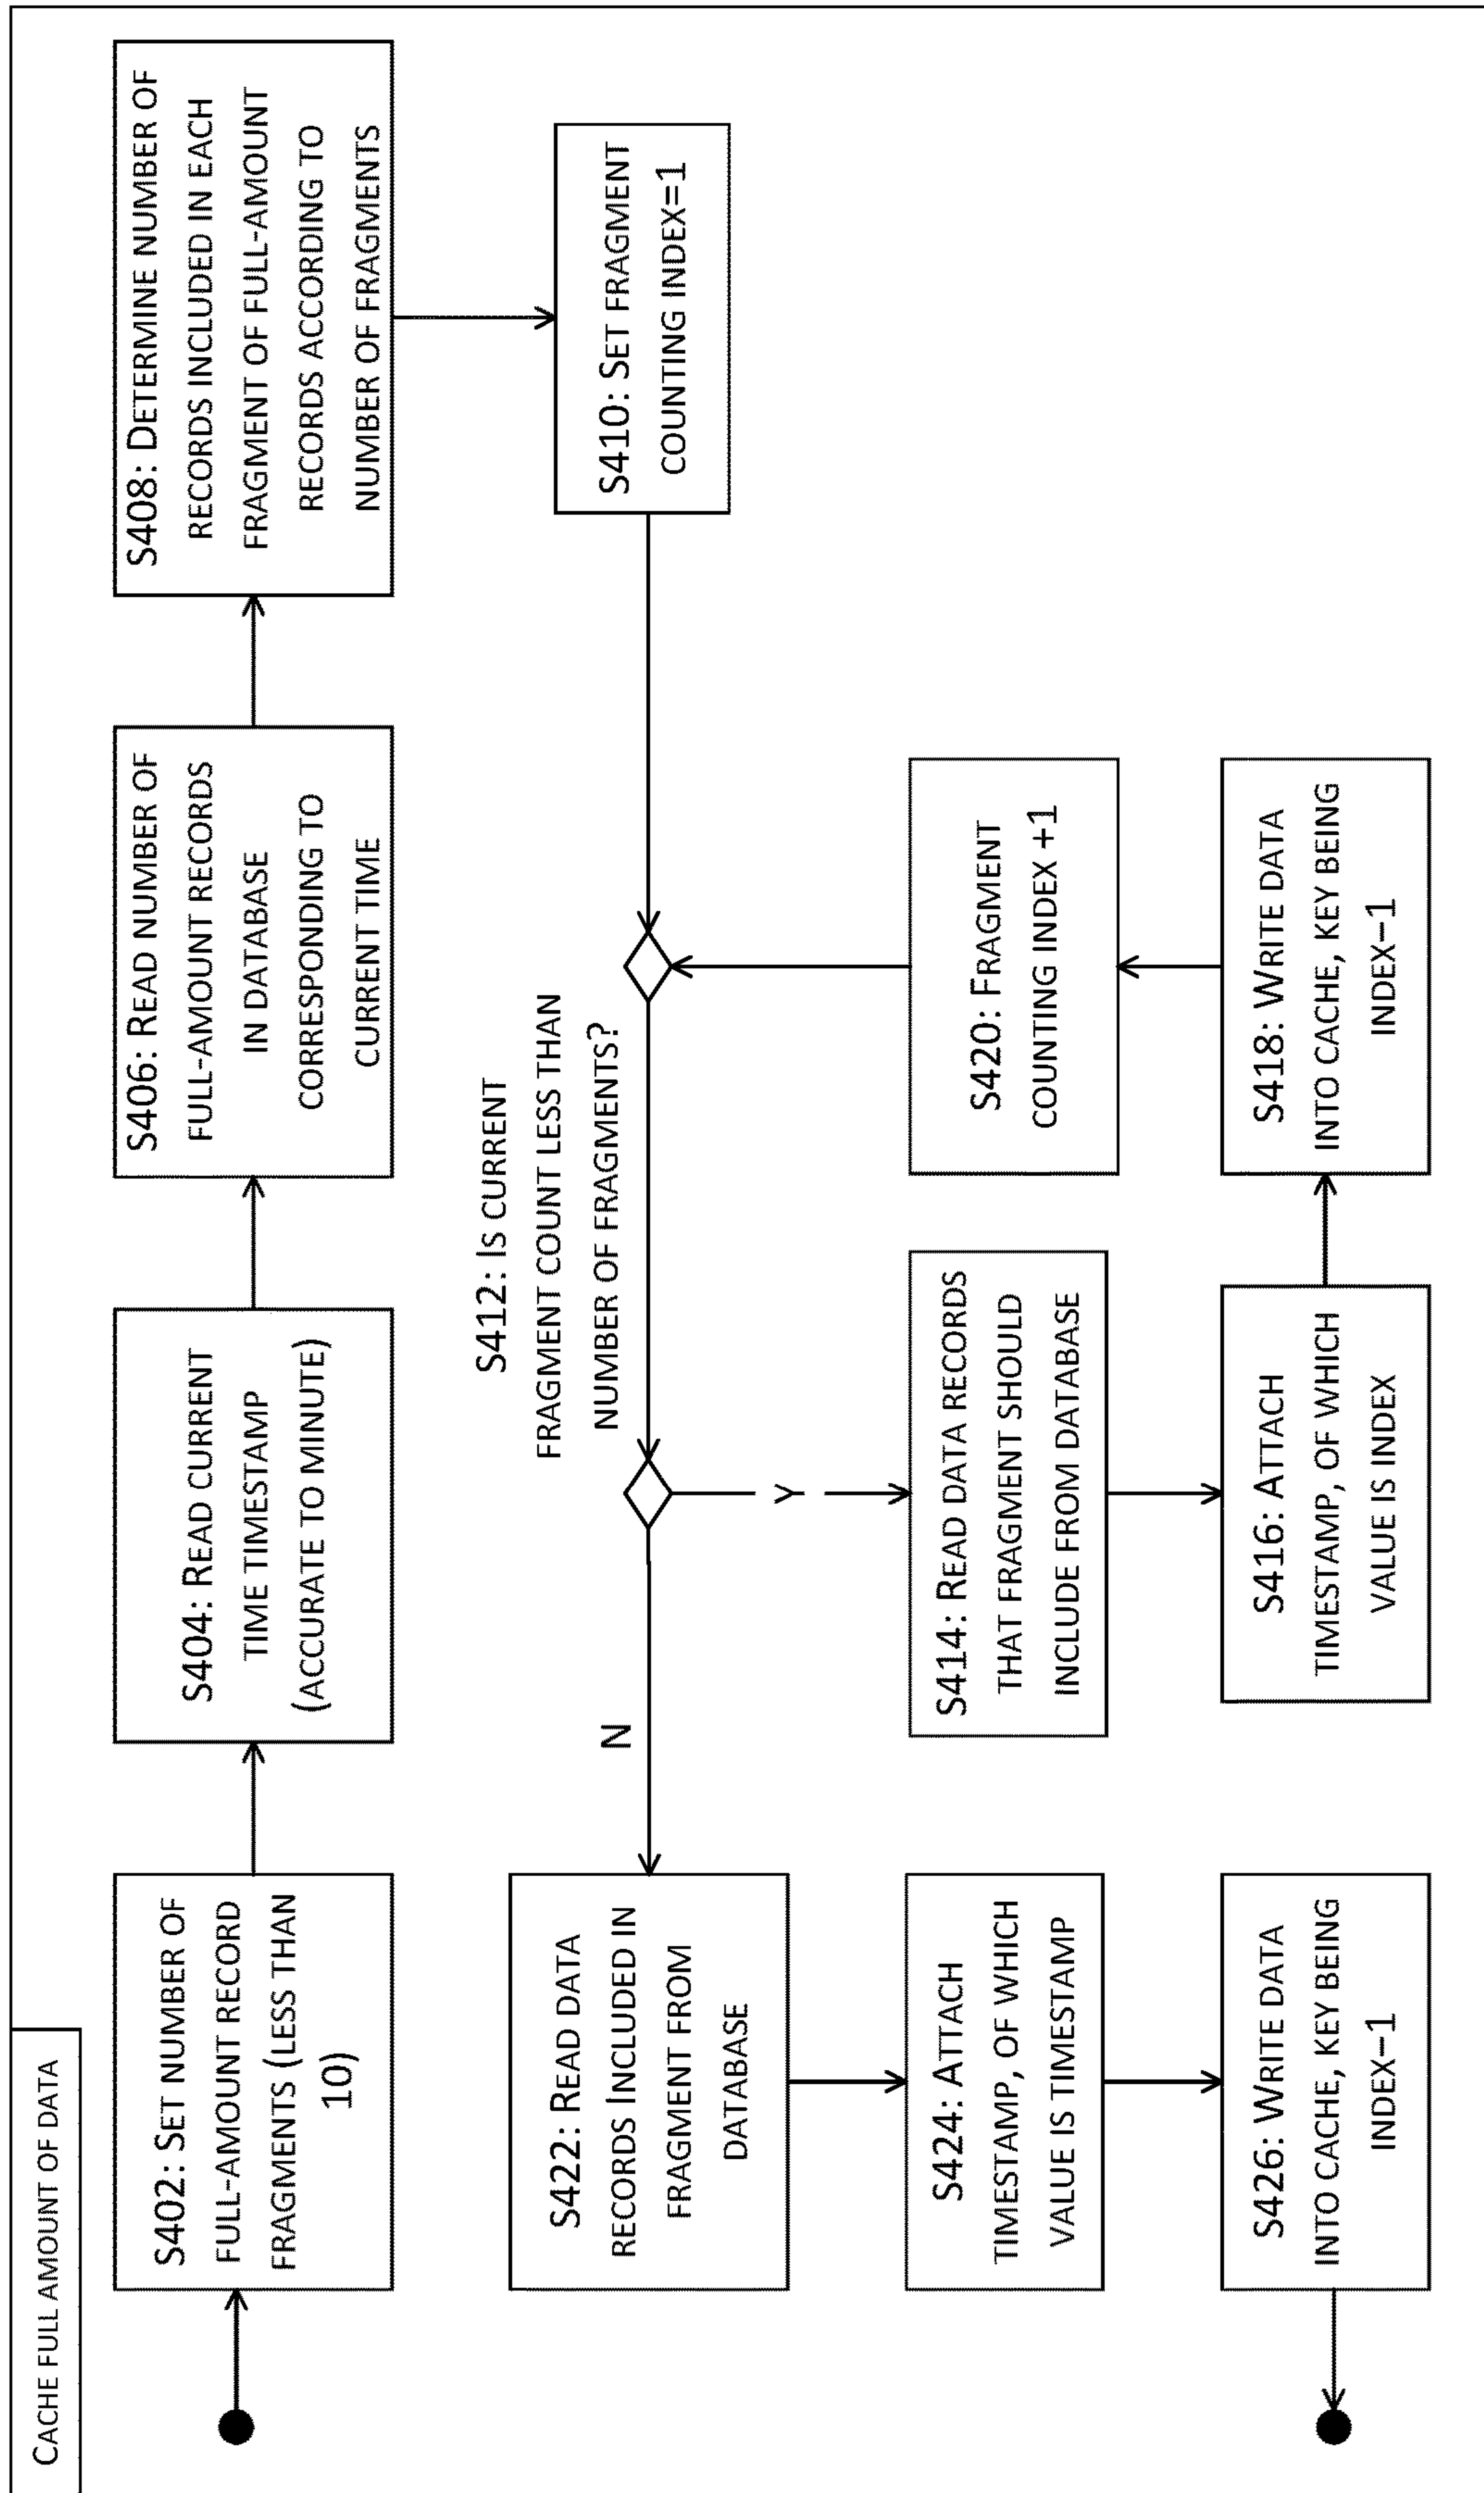 CACHE FULL AMOUNT OF DATA
S402: SET NUMBER OF
FULL-AMOUNT RECORD
FRAGMENTS (LESS THAN
10)
S404: READ CURRENT
TIME TIMESTAMP
(ACCURATE TO MINUTE)
S406: READ NUMBER OF
FULL-AMOUNT RECORDS
IN DATABASE
CORRESPONDING TO
CURRENT TIME
S408: DETERMINE NUMBER OF
RECORDS INCLUDED IN EACH
FRAGMENT OF FULL-AMOUNT
RECORDS ACCORDING TO
NUMBER OF FRAGMENTS
S410: SET FRAGMENT
COUNTING INDEX=1
S412: IS CURRENT
FRAGMENT COUNT LESS THAN
NUMBER OF FRAGMENTS?
N
Y
S422: READ DATA
RECORDS INCLUDED IN
FRAGMENT FROM
DATABASE
S414: READ DATA RECORDS
THAT FRAGMENT SHOULD
INCLUDE FROM DATABASE
S420: FRAGMENT
COUNTING INDEX +1
S424: ATTACH
TIMESTAMP, OF WHICH
VALUE IS TIMESTAMP
S416: ATTACH
TIMESTAMP, OF WHICH
VALUE IS INDEX
S418: WRITE DATA
INTO CACHE, KEY BEING
INDEX–1
S426: WRITE DATA
INTO CACHE, KEY BEING
INDEX–1